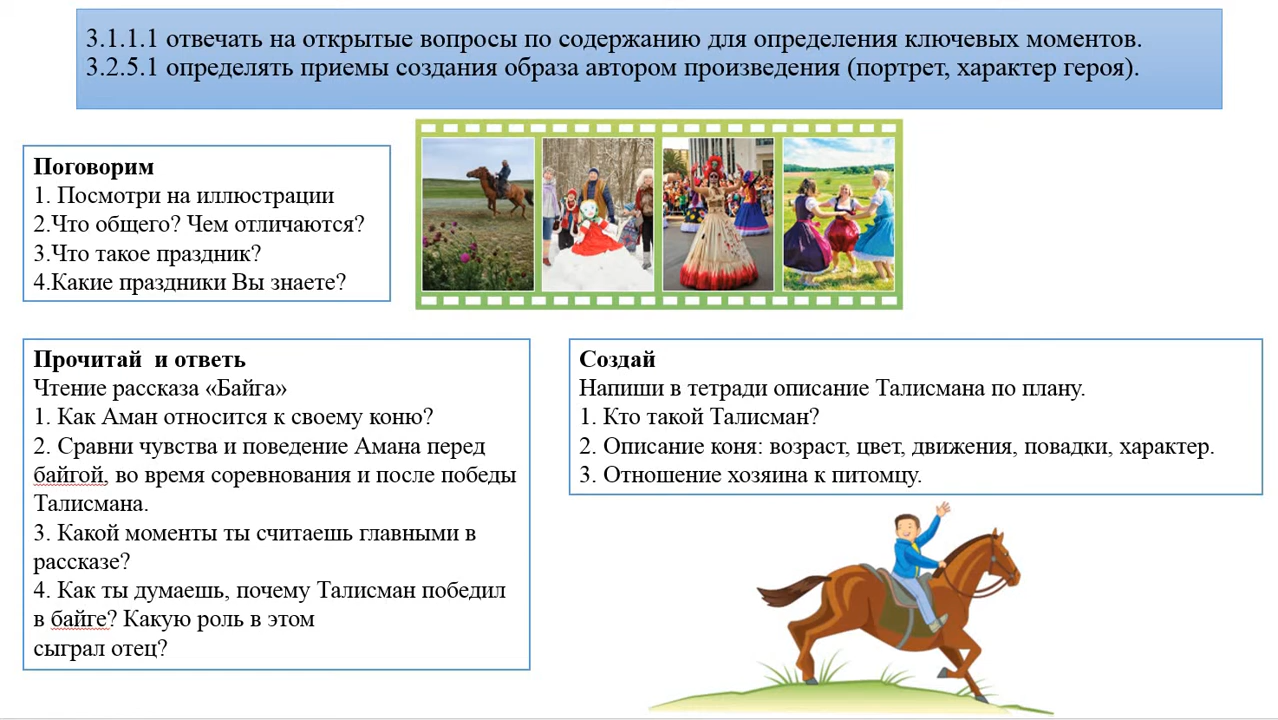 3.1.1.1 отвечать на открытые вопросы по содержанию для определения ключевых моментов.
3.2.5.1 определять приемы создания образа автором произведения (портрет, характер героя).
Поговорим
1. Посмотри на иллюстрации
2.Что общего? Чем отличаются?
3.Что такое праздник?
4.Какие праздники Вы знаете?
Прочитай  и ответь
Чтение рассказа «Байга»
1. Как Аман относится к своему коню?
2. Сравни чувства и поведение Амана перед
байгой, во время соревнования и после победы
Талисмана.
3. Какой моменты ты считаешь главными в
рассказе?
4. Как ты думаешь, почему Талисман победил
в байге? Какую роль в этом
сыграл отец?
Создай
Напиши в тетради описание Талисмана по плану.
1. Кто такой Талисман?
2. Описание коня: возраст, цвет, движения, повадки, характер.
3. Отношение хозяина к питомцу.